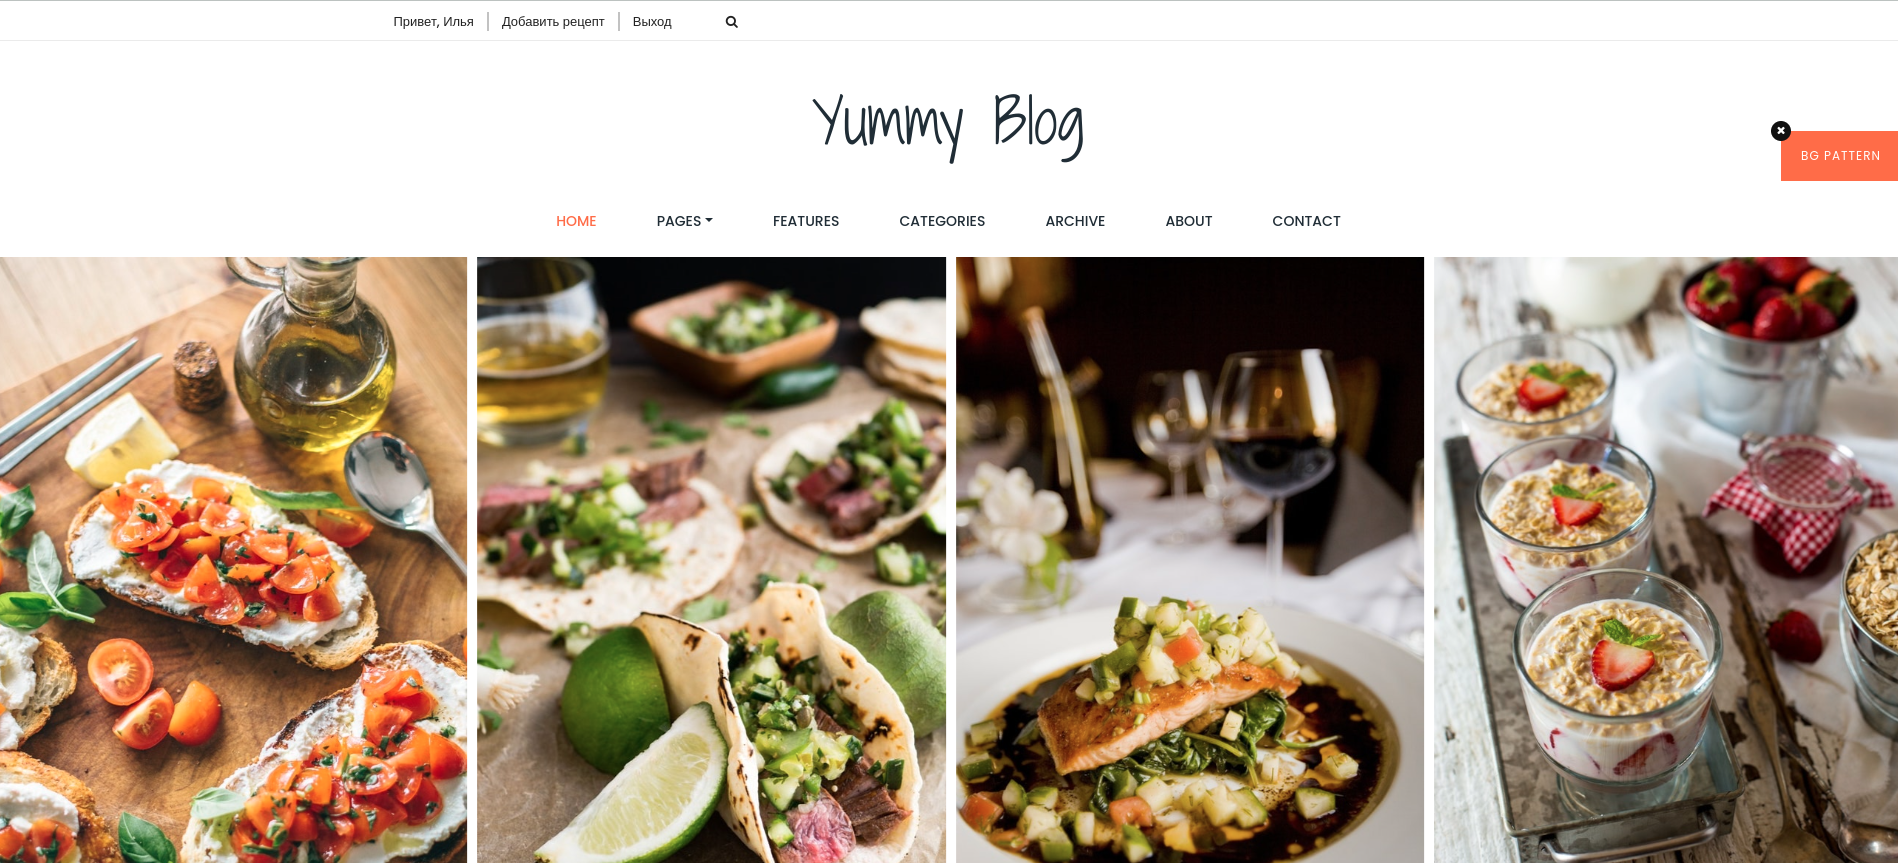 Привет, Илья Добавить рецепт Выход
Yummy Blog
BG PATTERN
HOME PAGES FEATURES CATEGORIES ARCHIVE ABOUT CONTACT